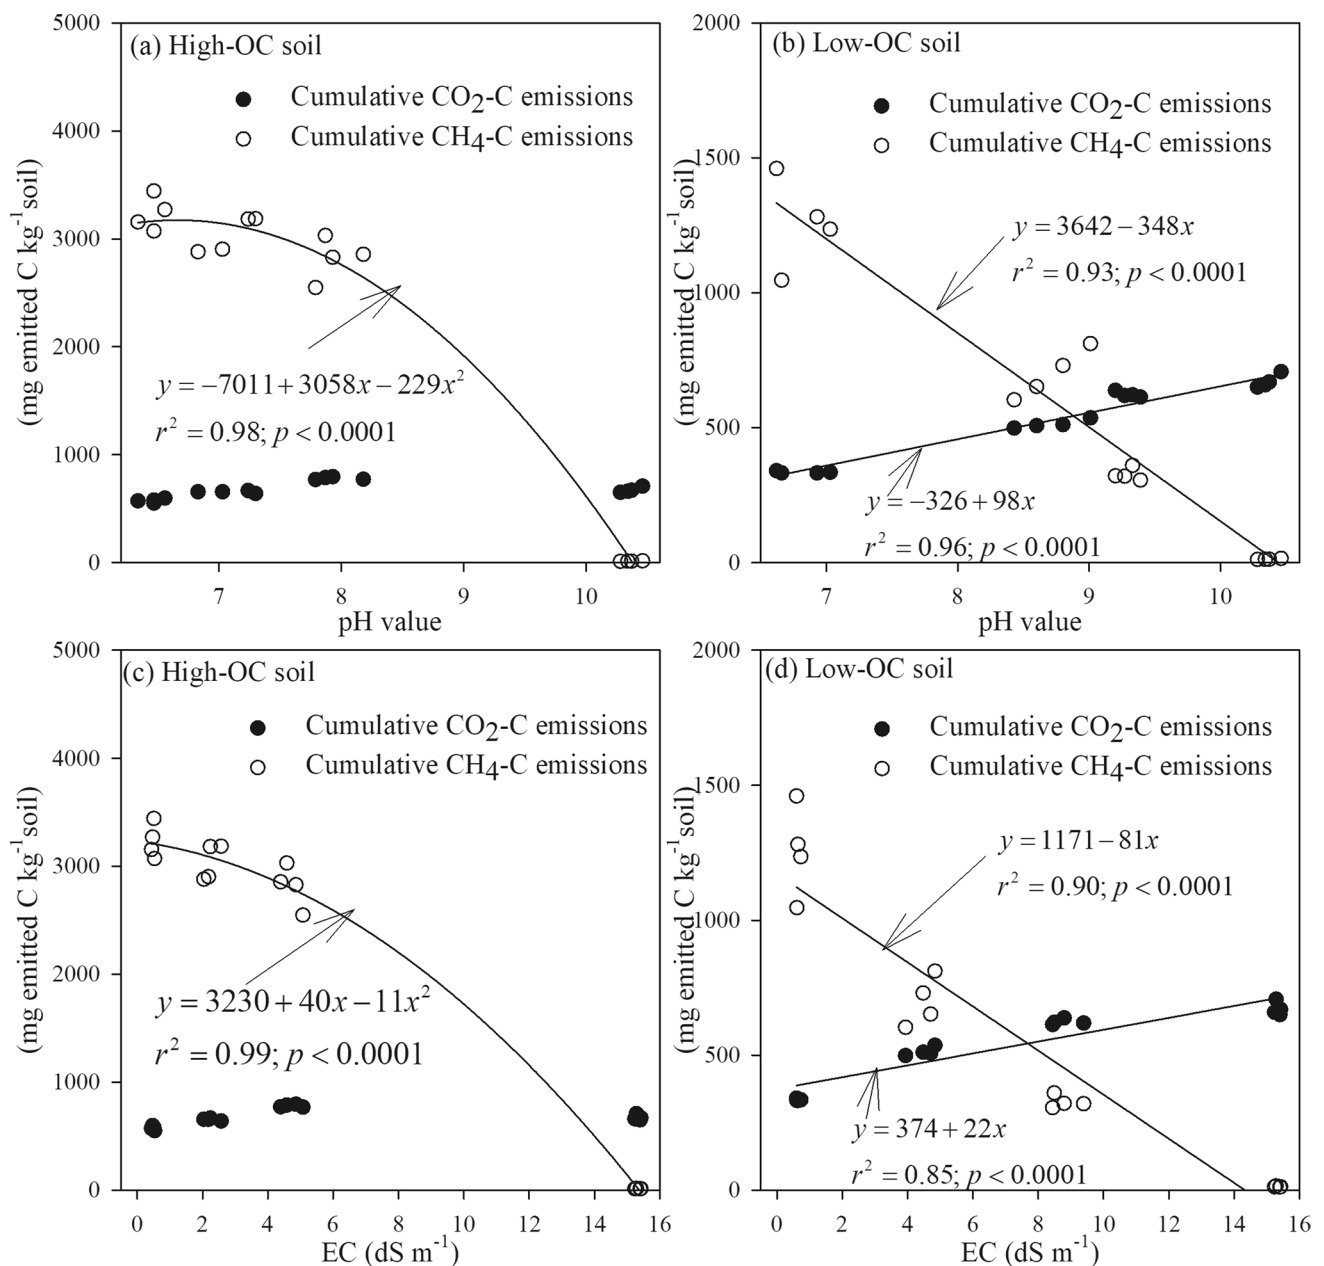 (a) High-OC soil
Cumulative CO2-C emissions
Cumulative CH4-C emissions
5000
4000
3000
2000
1000
0
(mg emitted C kg-1soil)
y = −7011+3058x−229x2
r2 = 0.98; p < 0.0001
7 8 9 10
pH value
(b) Low-OC soil
Cumulative CO2-C emissions
Cumulative CH4-C emissions
2000
1500
1000
500
0
(mg emitted C kg-1soil)
y = 3642−348x
r2 = 0.93; p < 0.0001
y = −326+98x
r2 = 0.96; p < 0.0001
7 8 9 10
pH value
(c) High-OC soil
Cumulative CO2-C emissions
Cumulative CH4-C emissions
5000
4000
3000
2000
1000
0
(mg emitted C kg-1soil)
y = 3230+40x−11x2
r2 = 0.99; p < 0.0001
0 2 4 6 8 10 12 14 16
EC (dS m-1)
(d) Low-OC soil
Cumulative CO2-C emissions
Cumulative CH4-C emissions
2000
1500
1000
500
0
(mg emitted C kg-1soil)
y = 1171−81x
r2 = 0.90; p < 0.0001
y = 374+22x
r2 = 0.85; p < 0.0001
0 2 4 6 8 10 12 14 16
EC (dS m-1)